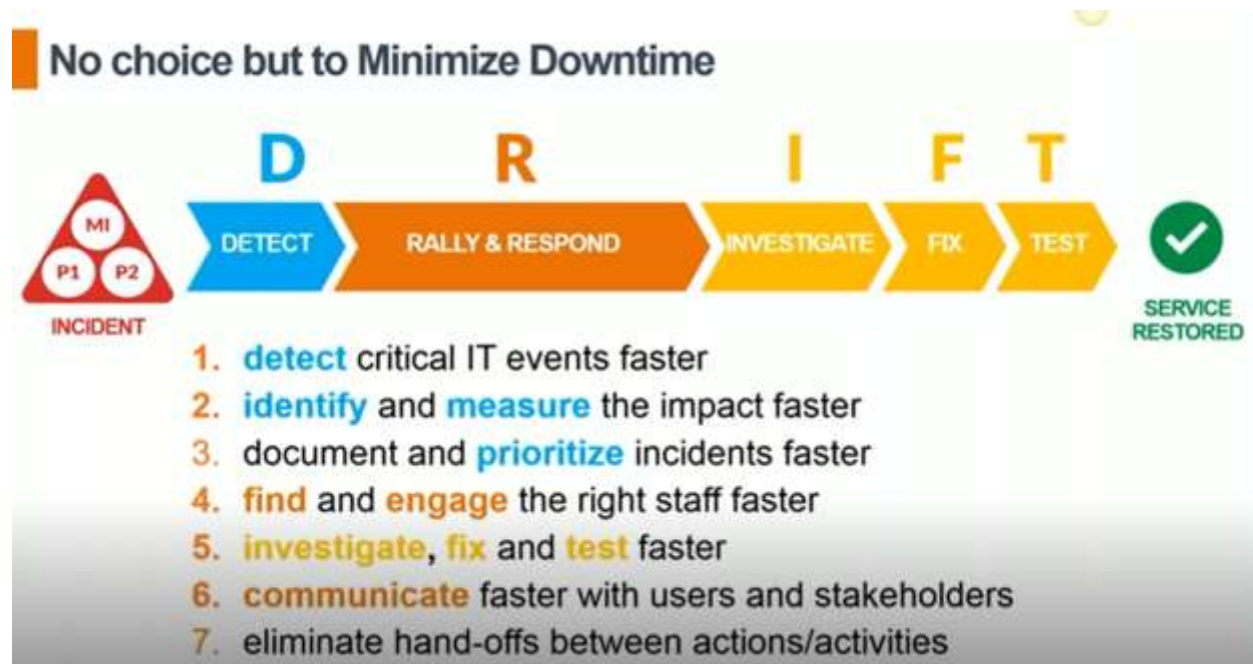 No choice but to Minimize Downtime
D R I F T
MI
P1 P2
INCIDENT
DETECT RALLY & RESPOND INVESTIGATE FIX TEST
SERVICE
RESTORED
1. detect critical IT events faster
2. identify and measure the impact faster
3. document and prioritize incidents faster
4. find and engage the right staff faster
5. investigate, fix and test faster
6. communicate faster with users and stakeholders
7. eliminate hand-offs between actions/activities